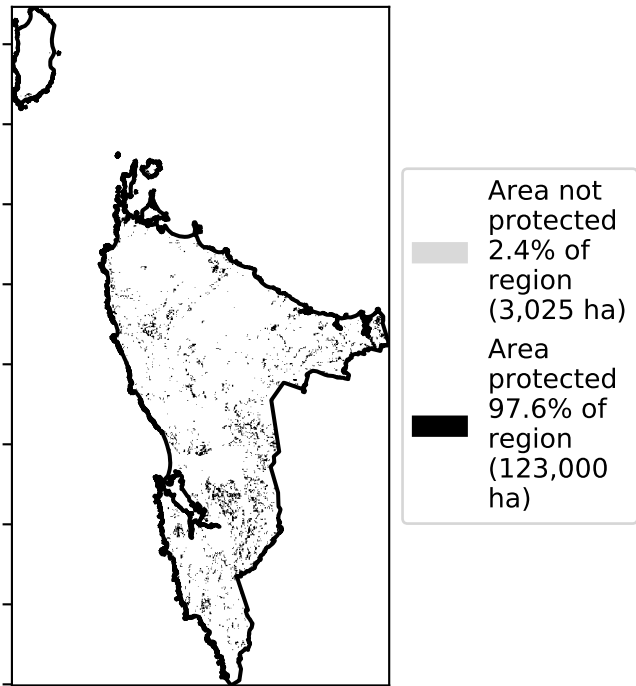 Area not
protected
2.4% of
region
(3,025 ha)
Area
protected
97.6% of
region
(123,000
ha)